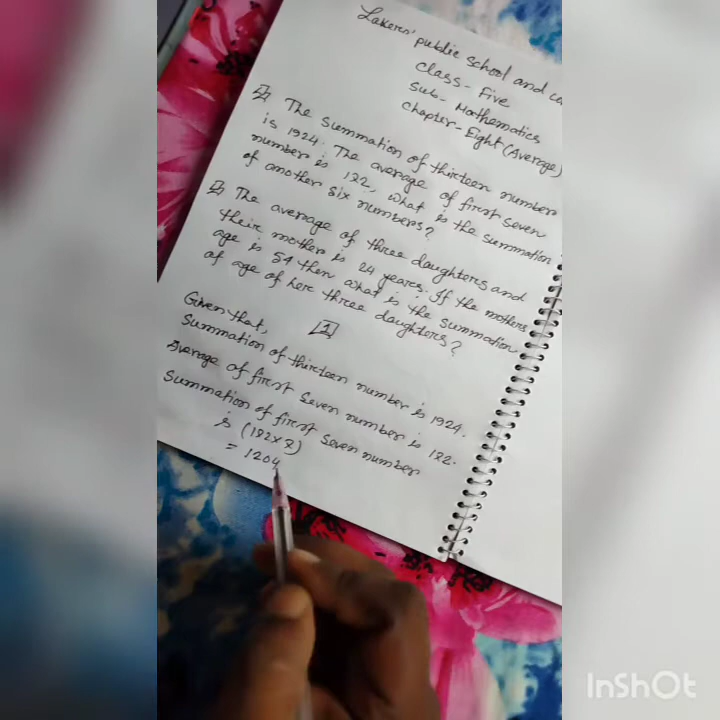 Lakers' public School and co
Class- Five
Sub- Mathematics
Chapter-Eight (Average)
The summation of thirteen number
is 1924. The average of first seven
number is 172, what is the summation
of another six numbers?
The average of three daughters and
their mother is 24 years. If the mothers
age is 54 then what is the summation
of age of her three daughters?
1
Given that,
Summation of thirteen number is 1924.
Average of first seven number is 172.
Summation of first seven number
is (172×7)
= 1204
InShOt